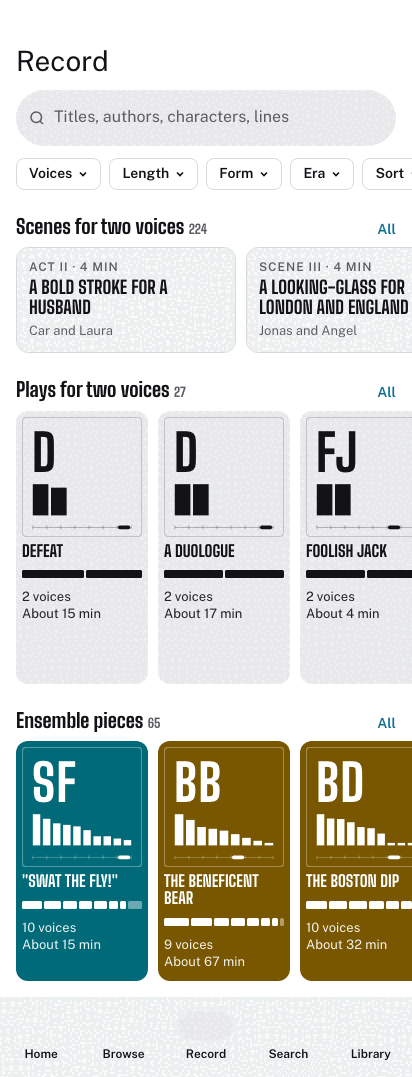 Record
Titles, authors, characters, lines
Voices Length Form Era Sort
Scenes for two voices 224 All
ACT II · 4 MIN
A BOLD STROKE FOR A
HUSBAND
Car and Laura
SCENE III · 4 MIN
A LOOKING-GLASS FOR
LONDON AND ENGLAND
Jonas and Angel
Plays for two voices 27 All
D
DEFEAT
2 voices
About 15 min
D
A DUOLOGUE
2 voices
About 17 min
FJ
FOOLISH JACK
2 voices
About 4 min
Ensemble pieces 65 All
SF
"SWAT THE FLY!"
10 voices
About 15 min
BB
THE BENEFICENT
BEAR
9 voices
About 67 min
BD
THE BOSTON DIP
10 voices
About 32 min
Home Browse Record Search Library